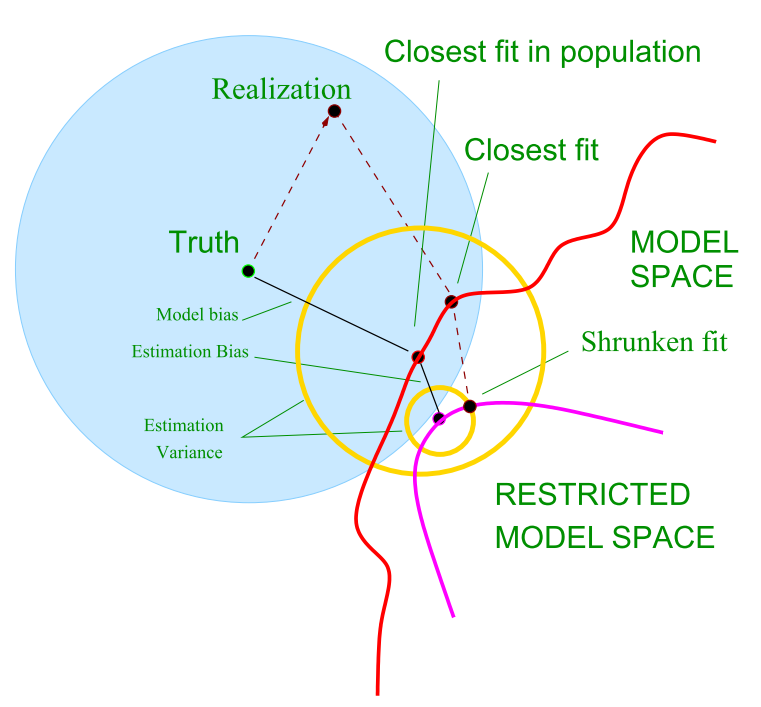 Closest fit in population
Realization
Closest fit
Truth
MODEL
SPACE
Model bias
Estimation Bias
Shrunken fit
Estimation
Variance
RESTRICTED
MODEL SPACE